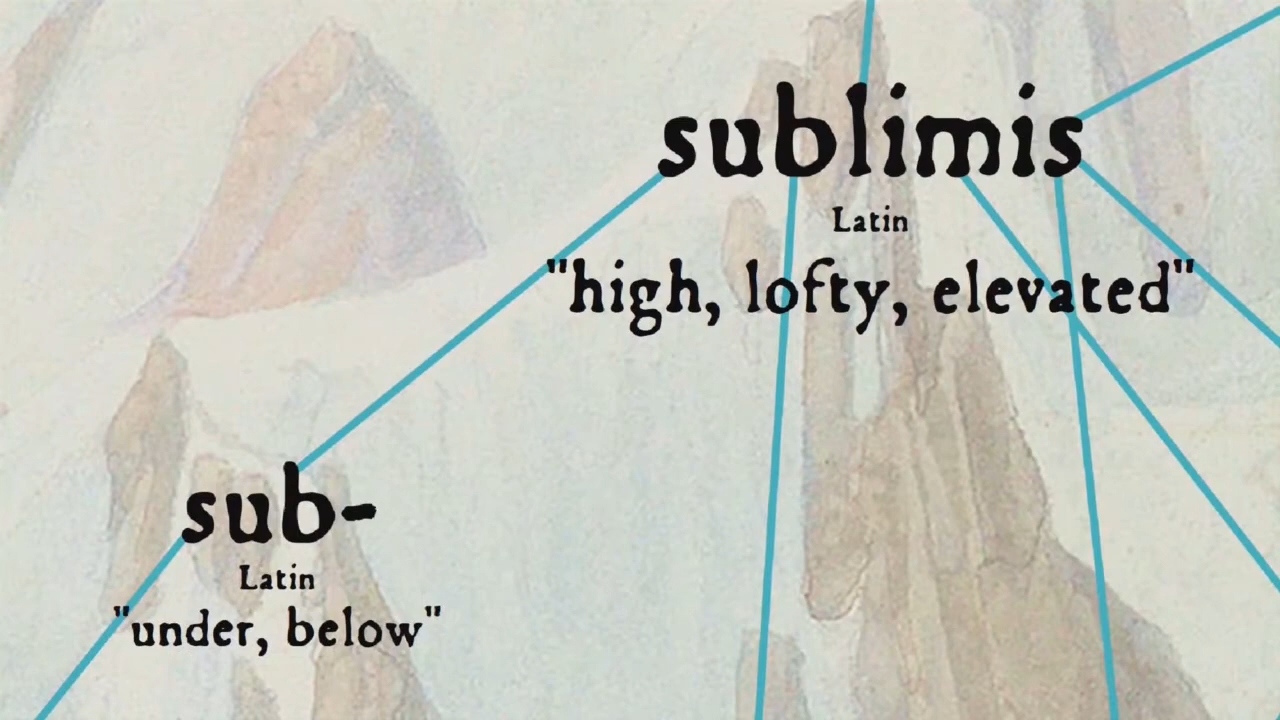 sublimis
Latin
"high, lofty, elevated"
sub-
Latin
"under, below"